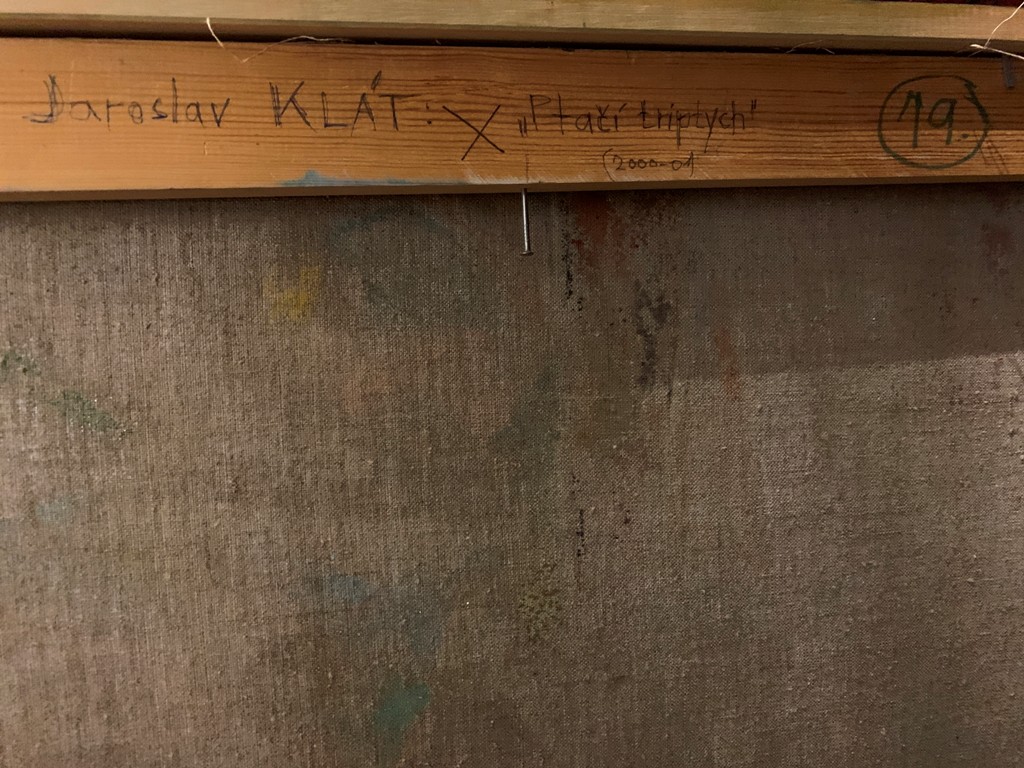 Jaroslav KLÁT: X „Ptačí triptych" 19.
(2000-01)